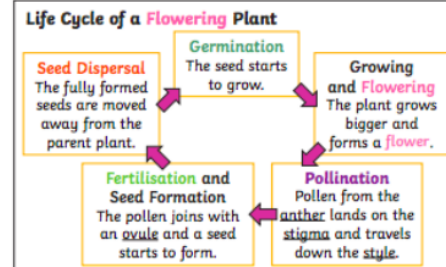 Life Cycle of a Flowering Plant
Germination
The seed starts
to grow.
Growing
and Flowering
The plant grows
bigger and
forms a flower.
Pollination
Pollen from the
anther lands on the
stigma and travels
down the style.
Fertilisation and
Seed Formation
The pollen joins with
an ovule and a seed
starts to form.
Seed Dispersal
The fully formed
seeds are moved
away from the
parent plant.